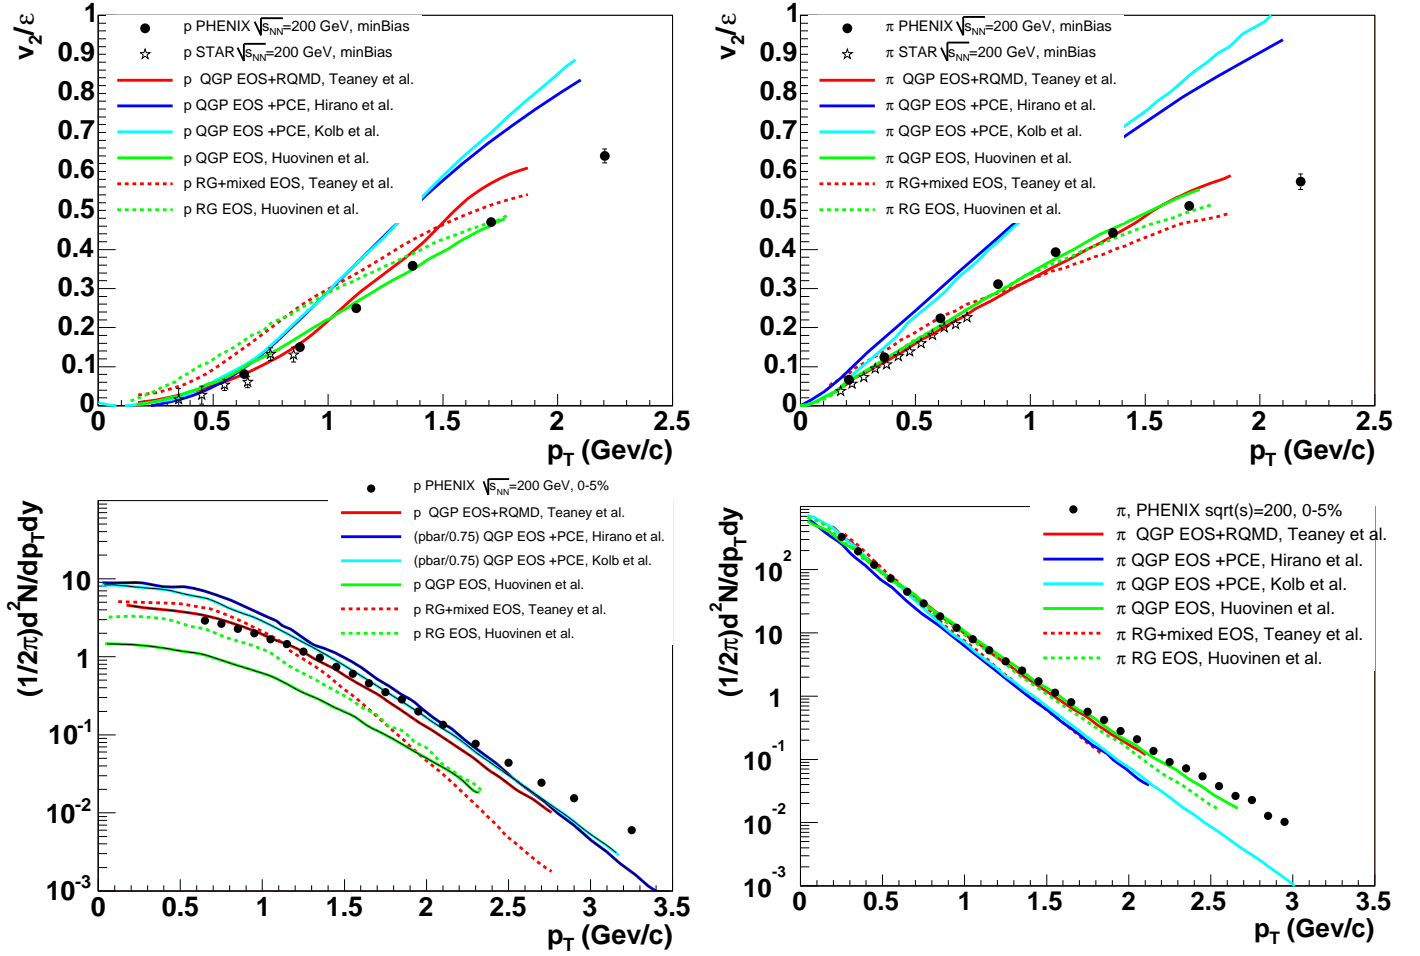 v₂/ε
1
0.9
0.8
0.7
0.6
0.5
0.4
0.3
0.2
0.1
0
p PHENIX √s_NN=200 GeV, minBias
p STAR √s_NN=200 GeV, minBias
p QGP EOS+RQMD, Teaney et al.
p QGP EOS +PCE, Hirano et al.
p QGP EOS +PCE, Kolb et al.
p QGP EOS, Huovinen et al.
p RG+mixed EOS, Teaney et al.
p RG EOS, Huovinen et al.
0 0.5 1 1.5 2 2.5
p_T (Gev/c)
v₂/ε
1
0.9
0.8
0.7
0.6
0.5
0.4
0.3
0.2
0.1
0
π PHENIX √s_NN=200 GeV, minBias
π STAR √s_NN=200 GeV, minBias
π QGP EOS+RQMD, Teaney et al.
π QGP EOS +PCE, Hirano et al.
π QGP EOS +PCE, Kolb et al.
π QGP EOS, Huovinen et al.
π RG+mixed EOS, Teaney et al.
π RG EOS, Huovinen et al.
0 0.5 1 1.5 2 2.5
p_T (Gev/c)
(1/2π)d²N/dp_Tdy
10
1
10⁻¹
10⁻²
10⁻³
p PHENIX √s_NN=200 GeV, 0-5%
p QGP EOS+RQMD, Teaney et al.
(pbar/0.75) QGP EOS +PCE, Hirano et al.
(pbar/0.75) QGP EOS +PCE, Kolb et al.
p QGP EOS, Huovinen et al.
p RG+mixed EOS, Teaney et al.
p RG EOS, Huovinen et al.
0 0.5 1 1.5 2 2.5 3 3.5
p_T (Gev/c)
(1/2π)d²N/dp_Tdy
10²
10
1
10⁻¹
10⁻²
10⁻³
π, PHENIX sqrt(s)=200, 0-5%
π QGP EOS+RQMD, Teaney et al.
π QGP EOS +PCE, Hirano et al.
π QGP EOS +PCE, Kolb et al.
π QGP EOS, Huovinen et al.
π RG+mixed EOS, Teaney et al.
π RG EOS, Huovinen et al.
0 0.5 1 1.5 2 2.5 3 3.5
p_T (Gev/c)